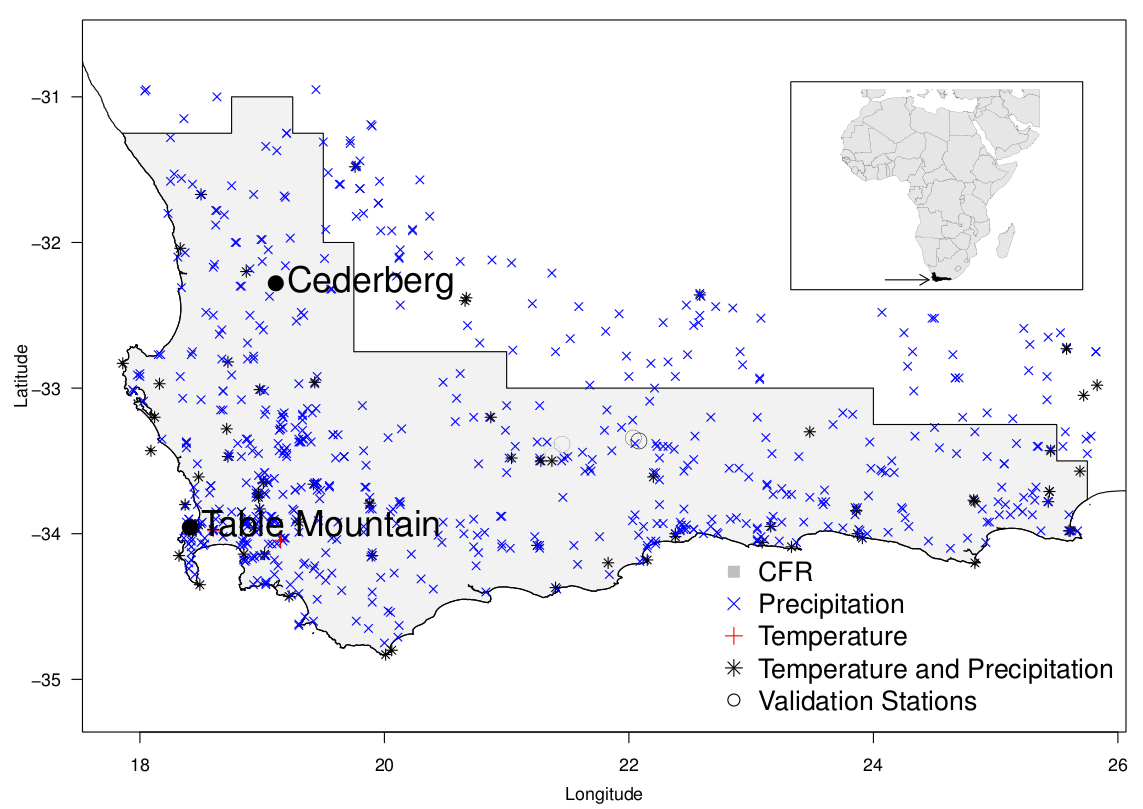 −31
−32
−33
−34
−35
Latitude
Cederberg
Table Mountain
CFR
Precipitation
Temperature
Temperature and Precipitation
Validation Stations
18
20
22
24
26
Longitude